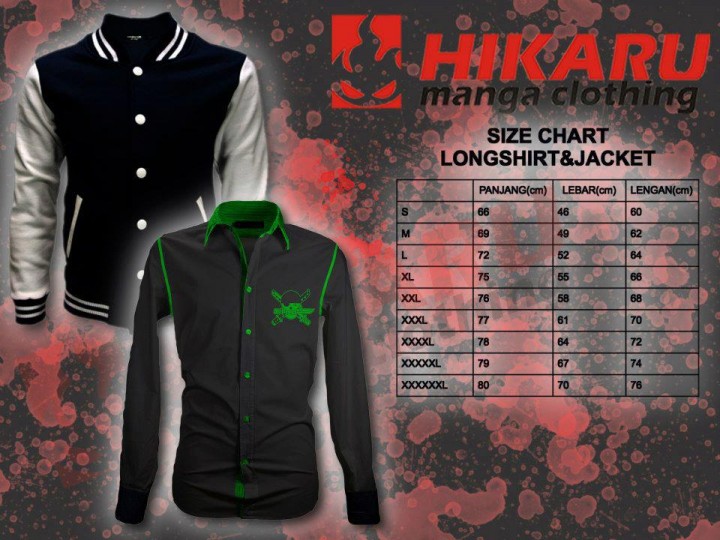 HIKARU
manga clothing
SIZE CHART
LONGSHIRT&JACKET
PANJANG(cm) LEBAR(cm) LENGAN(cm)
S 66 46 60
M 69 49 62
L 72 52 64
XL 75 55 66
XXL 76 58 68
XXXL 77 61 70
XXXXL 78 64 72
XXXXXL 79 67 74
XXXXXXL 80 70 76